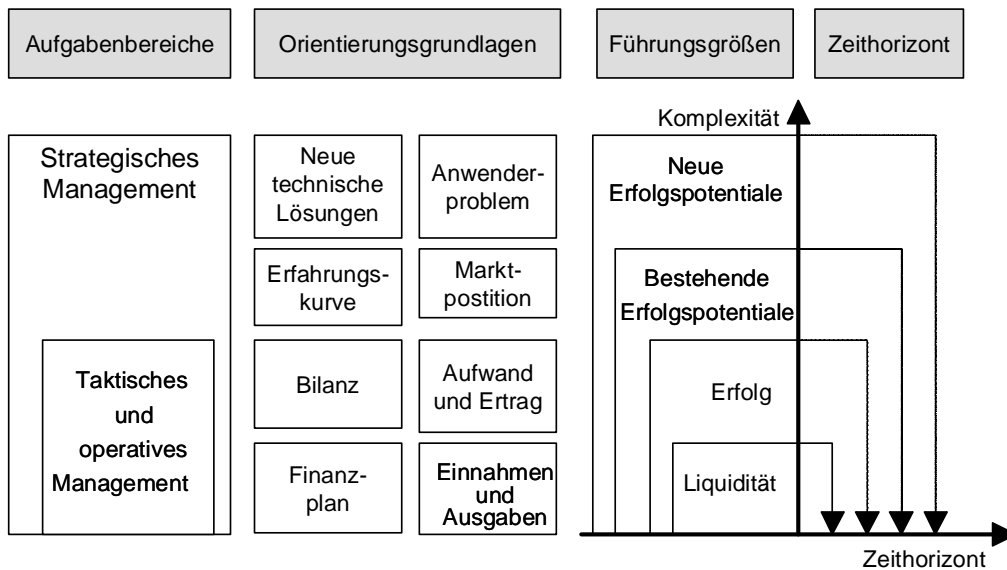 Aufgabenbereiche
Orientierungsgrundlagen
Führungsgrößen
Zeithorizont
Komplexität
Strategisches
Management
Neue
technische
Lösungen
Anwender-
problem
Neue
Erfolgspotentiale
Erfahrungs-
kurve
Markt-
postition
Bestehende
Erfolgspotentiale
Taktisches
und
operatives
Management
Bilanz
Aufwand
und Ertrag
Erfolg
Finanz-
plan
Einnahmen
und
Ausgaben
Liquidität
Zeithorizont